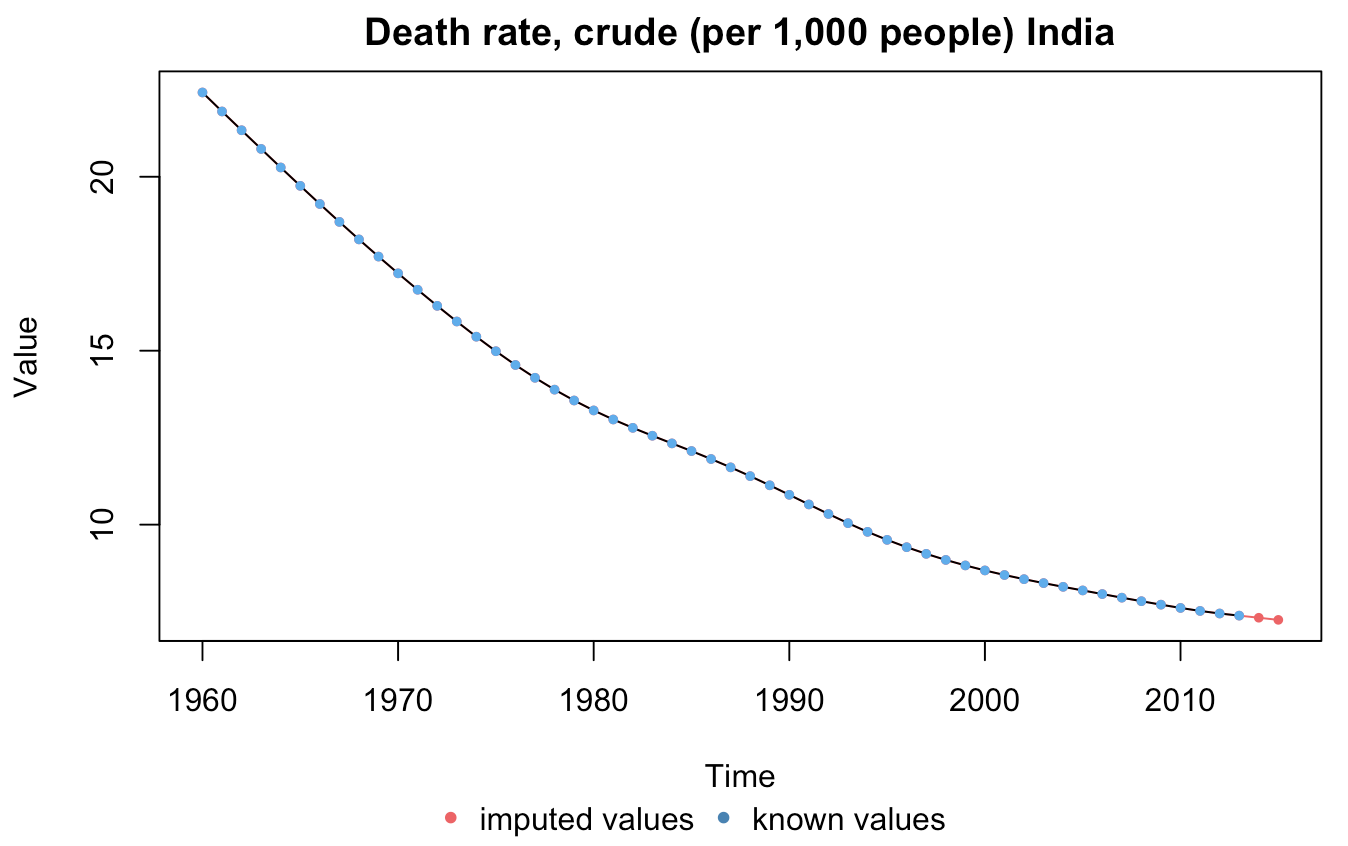 Death rate, crude (per 1,000 people) India
Value
20
15
10
1960 1970 1980 1990 2000 2010
Time
imputed values known values